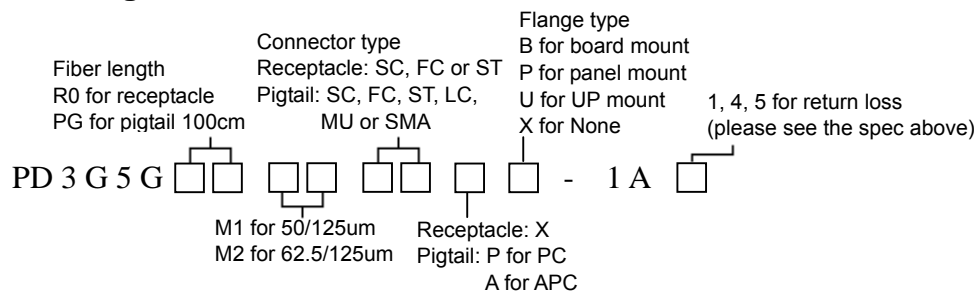 Flange type
B for board mount
P for panel mount
U for UP mount
X for None
Connector type
Receptacle: SC, FC or ST
Pigtail: SC, FC, ST, LC,
MU or SMA
Fiber length
R0 for receptacle
PG for pigtail 100cm
1, 4, 5 for return loss
(please see the spec above)
PD 3 G 5 G □□ □□ □□ □ □ - 1 A □
M1 for 50/125um
M2 for 62.5/125um
Receptacle: X
Pigtail: P for PC
A for APC